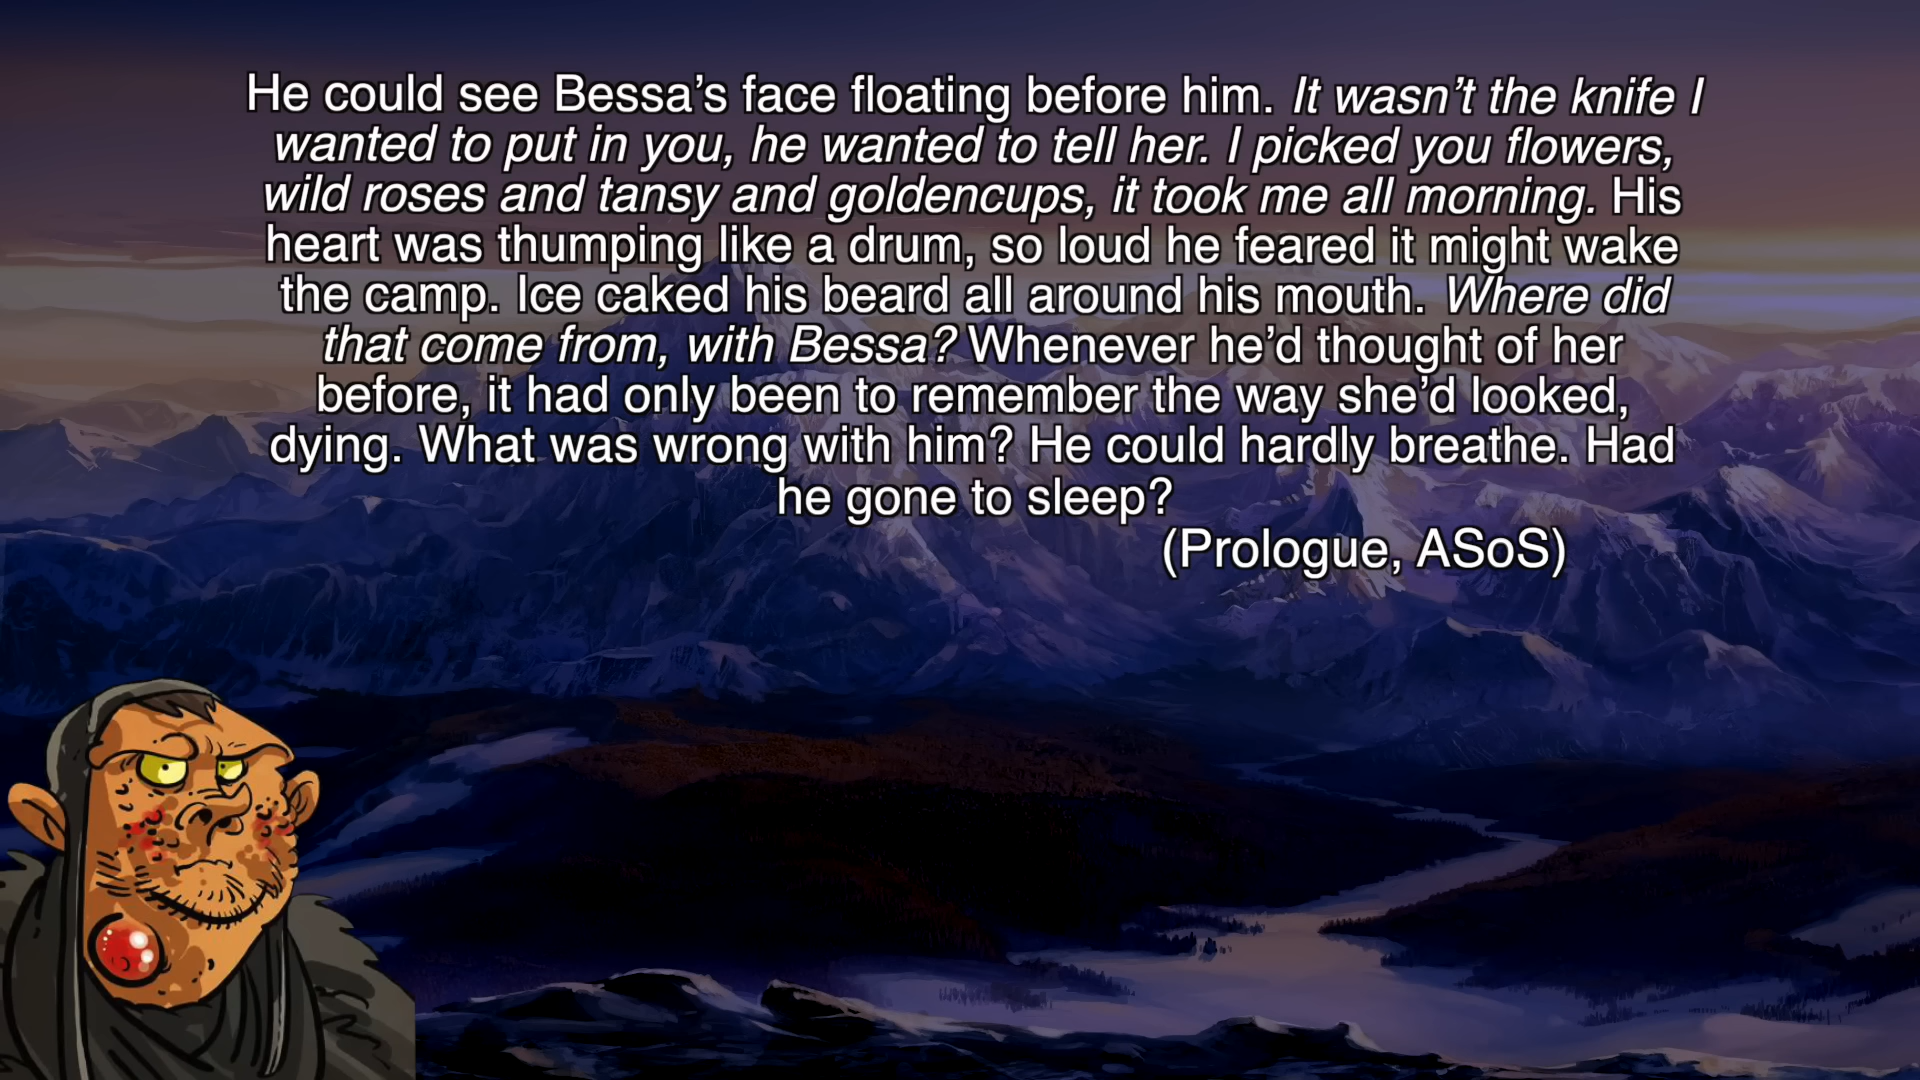 He could see Bessa’s face floating before him. It wasn’t the knife I
wanted to put in you, he wanted to tell her. I picked you flowers,
wild roses and tansy and goldencups, it took me all morning. His
heart was thumping like a drum, so loud he feared it might wake
the camp. Ice caked his beard all around his mouth. Where did
that come from, with Bessa? Whenever he’d thought of her
before, it had only been to remember the way she’d looked,
dying. What was wrong with him? He could hardly breathe. Had
he gone to sleep?
(Prologue, ASoS)